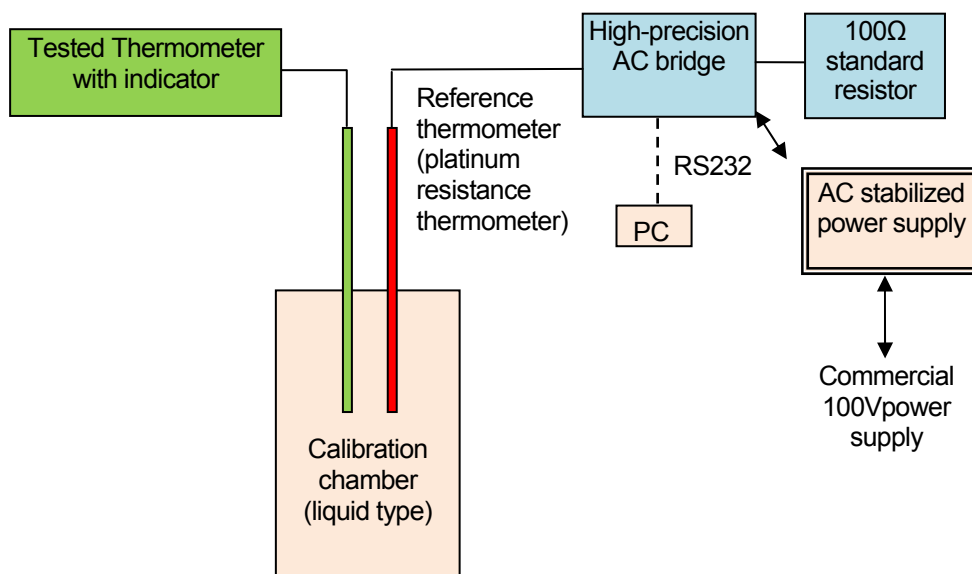 Tested Thermometer
with indicator
High-precision
AC bridge
100Ω
standard
resistor
Reference
thermometer
(platinum
resistance
thermometer)
RS232
PC
AC stabilized
power supply
Commercial
100Vpower
supply
Calibration
chamber
(liquid type)